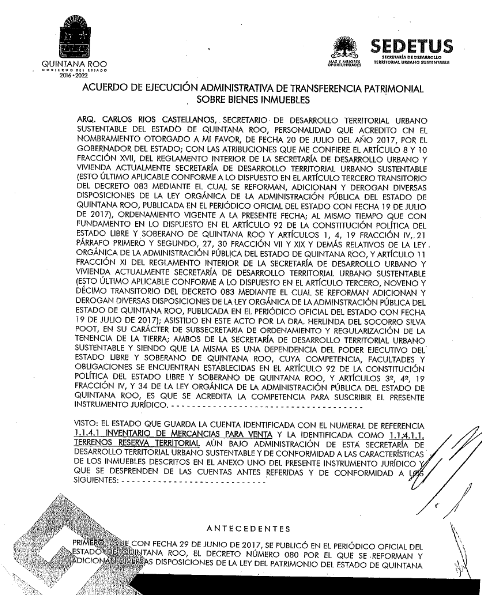 QUINTANA ROO
GOBIERNO DEL ESTADO
2016 - 2022
MÁS Y MEJORES
OPORTUNIDADES
SEDETUS
SECRETARÍA DE DESARROLLO
TERRITORIAL URBANO SUSTENTABLE
ACUERDO DE EJECUCIÓN ADMINISTRATIVA DE TRANSFERENCIA PATRIMONIAL
SOBRE BIENES INMUEBLES
ARQ. CARLOS RIOS CASTELLANOS, SECRETARIO DE DESARROLLO TERRITORIAL URBANO
SUSTENTABLE DEL ESTADO DE QUINTANA ROO, PERSONALIDAD QUE ACREDITO CN EL
NOMBRAMIENTO OTORGADO A MI FAVOR, DE FECHA 20 DE JULIO DEL AÑO 2017, POR EL
GOBERNADOR DEL ESTADO; CON LAS ATRIBUCIONES QUE ME CONFIERE EL ARTÍCULO 8 Y 10
FRACCIÓN XVII, DEL REGLAMENTO INTERIOR DE LA SECRETARÍA DE DESARROLLO URBANO Y
VIVIENDA ACTUALMENTE SECRETARÍA DE DESARROLLO TERRITORIAL URBANO SUSTENTABLE
(ESTO ÚLTIMO APLICABLE CONFORME A LO DISPUESTO EN EL ARTÍCULO TERCERO TRANSITORIO
DEL DECRETO 083 MEDIANTE EL CUAL SE REFORMAN, ADICIONAN Y DEROGAN DIVERSAS
DISPOSICIONES DE LA LEY ORGÁNICA DE LA ADMINISTRACIÓN PÚBLICA DEL ESTADO DE
QUINTANA ROO, PUBLICADA EN EL PERIÓDICO OFICIAL DEL ESTADO CON FECHA 19 DE JULIO
DE 2017), ORDENAMIENTO VIGENTE A LA PRESENTE FECHA; AL MISMO TIEMPO QUE CON
FUNDAMENTO EN LO DISPUESTO EN EL ARTÍCULO 92 DE LA CONSTITUCIÓN POLÍTICA DEL
ESTADO LIBRE Y SOBERANO DE QUINTANA ROO Y ARTÍCULOS 1, 4, 19 FRACCIÓN IV, 21
PÁRRAFO PRIMERO Y SEGUNDO, 27, 30 FRACCIÓN VII Y XIX Y DEMÁS RELATIVOS DE LA LEY
ORGÁNICA DE LA ADMINISTRACIÓN PÚBLICA DEL ESTADO DE QUINTANA ROO, Y ARTÍCULO 11
FRACCIÓN XI DEL REGLAMENTO INTERIOR DE LA SECRETARÍA DE DESARROLLO URBANO Y
VIVIENDA ACTUALMENTE SECRETARÍA DE DESARROLLO TERRITORIAL URBANO SUSTENTABLE
(ESTO ÚLTIMO APLICABLE CONFORME A LO DISPUESTO EN EL ARTÍCULO TERCERO, NOVENO Y
DÉCIMO TRANSITORIO DEL DECRETO 083 MEDIANTE EL CUAL SE REFORMAN ADICIONAN Y
DEROGAN DIVERSAS DISPOSICIONES DE LA LEY ORGÁNICA DE LA ADMINISTRACIÓN PÚBLICA DEL
ESTADO DE QUINTANA ROO, PUBLICADA EN EL PERIÓDICO OFICIAL DEL ESTADO CON FECHA
19 DE JULIO DE 2017); ASISTIDO EN ESTE ACTO POR LA DRA. HERLINDA DEL SOCORRO SILVA
POOT, EN SU CARÁCTER DE SUBSECRETARIA DE ORDENAMIENTO Y REGULARIZACIÓN DE LA
TENENCIA DE LA TIERRA; AMBOS DE LA SECRETARÍA DE DESARROLLO TERRITORIAL URBANO
SUSTENTABLE Y SIENDO QUE LA MISMA ES UNA DEPENDENCIA DEL PODER EJECUTIVO DEL
ESTADO LIBRE Y SOBERANO DE QUINTANA ROO, CUYA COMPETENCIA, FACULTADES Y
OBLIGACIONES SE ENCUENTRAN ESTABLECIDAS EN EL ARTÍCULO 92 DE LA CONSTITUCIÓN
POLÍTICA DEL ESTADO LIBRE Y SOBERANO DE QUINTANA ROO, Y ARTÍCULOS 3º, 4º, 19
FRACCIÓN IV, Y 34 DE LA LEY ORGÁNICA DE LA ADMINISTRACIÓN PÚBLICA DEL ESTADO DE
QUINTANA ROO, ES QUE SE ACREDITA LA COMPETENCIA PARA SUSCRIBIR EL PRESENTE
INSTRUMENTO JURÍDICO. - - - - - - - - - - - - - - - - - - - - - - - - - - - -
VISTO: EL ESTADO QUE GUARDA LA CUENTA IDENTIFICADA CON EL NUMERAL DE REFERENCIA
1.1.4.1 INVENTARIO DE MERCANCIAS PARA VENTA Y LA IDENTIFICADA COMO 1.1.4.1.1.
TERRENOS RESERVA TERRITORIAL AÚN BAJO ADMINISTRACIÓN DE ESTA SECRETARÍA DE
DESARROLLO TERRITORIAL URBANO SUSTENTABLE Y DE CONFORMIDAD A LAS CARACTERÍSTICAS
DE LOS INMUEBLES DESCRITOS EN EL ANEXO UNO DEL PRESENTE INSTRUMENTO JURÍDICO Y
QUE SE DESPRENDEN DE LAS CUENTAS ANTES REFERIDAS Y DE CONFORMIDAD A LAS
SIGUIENTES: - - - - - - - - - - - - - - - - - - - -
ANTECEDENTES
PRIMERO. QUE CON FECHA 29 DE JUNIO DE 2017, SE PUBLICÓ EN EL PERIÓDICO OFICIAL DEL
ESTADO DE QUINTANA ROO, EL DECRETO NÚMERO 080 POR EL QUE SE REFORMAN Y
ADICIONAN DIVERSAS DISPOSICIONES DE LA LEY DEL PATRIMONIO DEL ESTADO DE QUINTANA